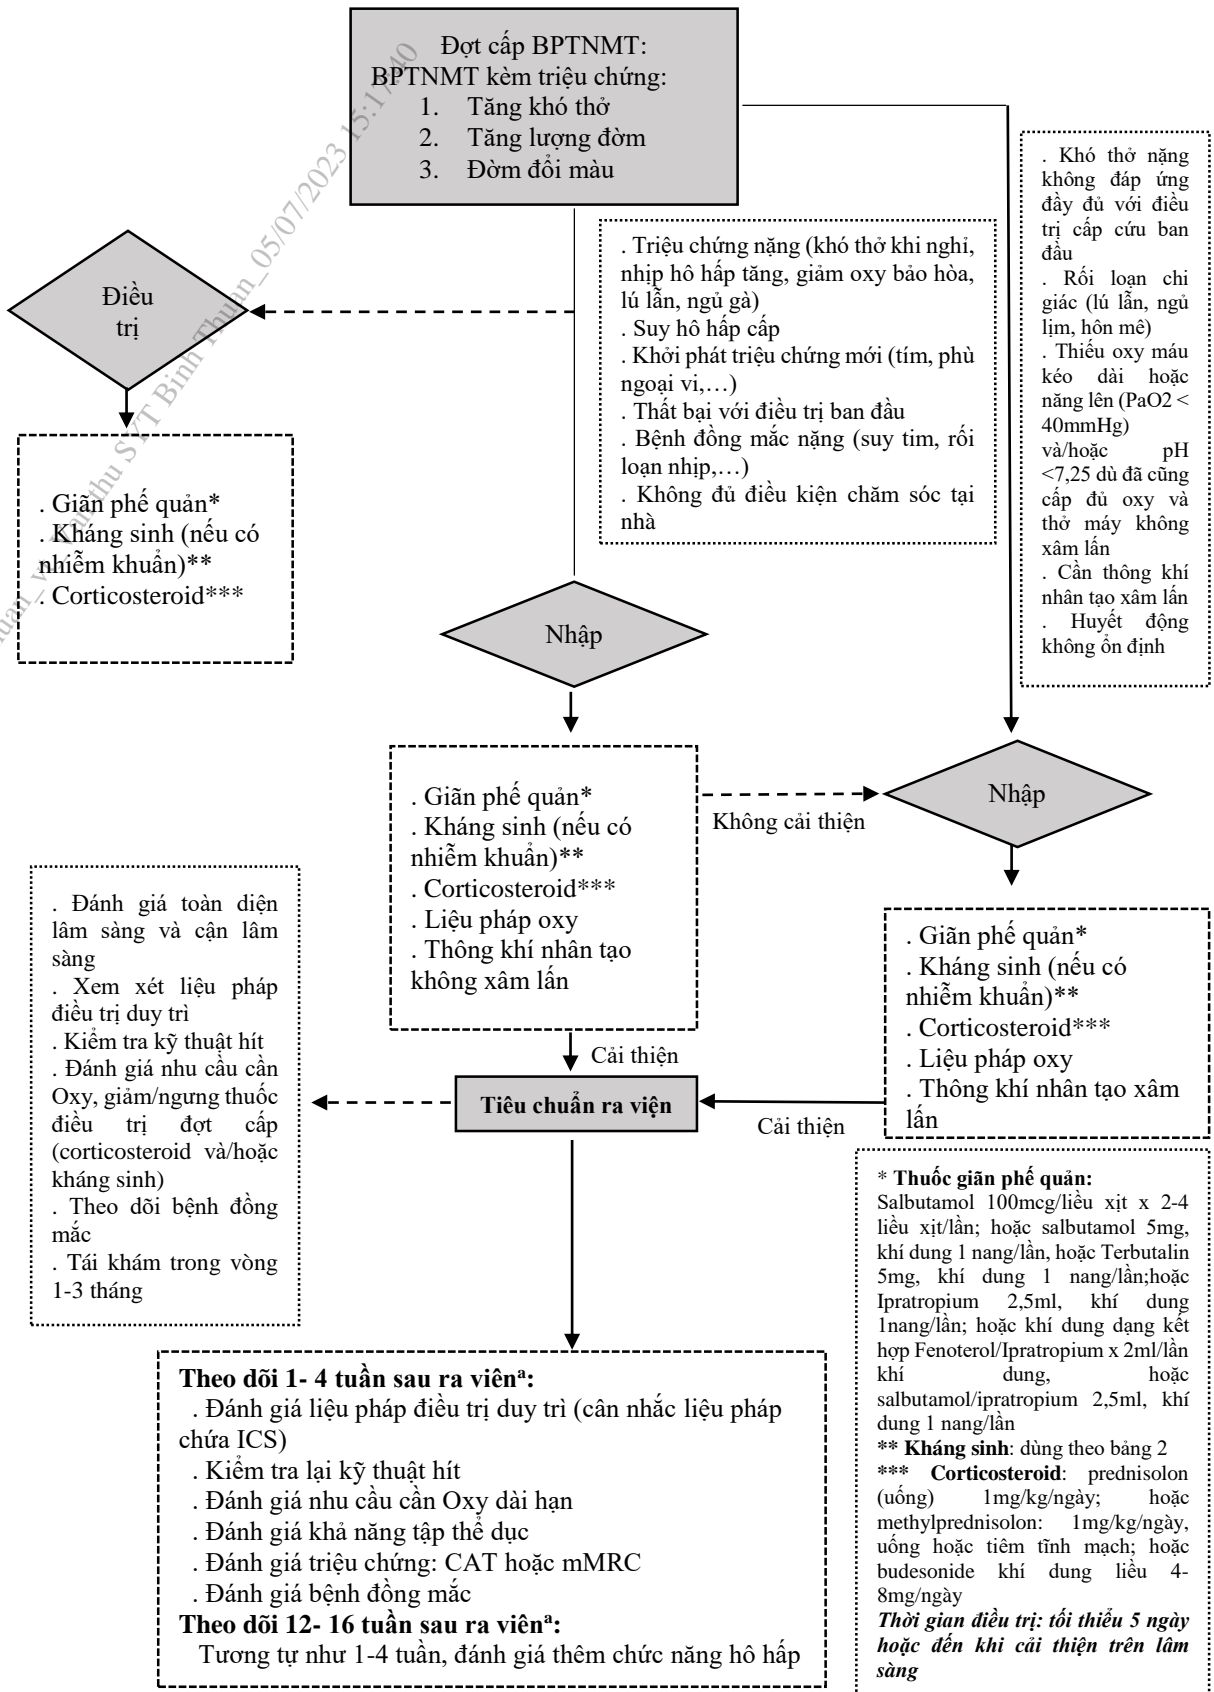 Đợt cấp BPTNMT:
BPTNMT kèm triệu chứng:
1. Tăng khó thở
2. Tăng lượng đờm
3. Đờm đổi màu
. Khó thở nặng
không đáp ứng
đầy đủ với điều
trị cấp cứu ban
đầu
. Rối loạn chi
giác (lú lẫn, ngủ
lịm, hôn mê)
. Thiếu oxy máu
kéo dài hoặc
năng lên (PaO2 <
40mmHg)
và/hoặc pH
<7,25 dù đã cũng
cấp đủ oxy và
thở máy không
xâm lấn
. Cần thông khí
nhân tạo xâm lấn
. Huyết động
không ổn định
. Triệu chứng nặng (khó thở khi nghỉ,
nhịp hô hấp tăng, giảm oxy bảo hòa,
lú lẫn, ngủ gà)
. Suy hô hấp cấp
. Khởi phát triệu chứng mới (tím, phù
ngoại vi,…)
. Thất bại với điều trị ban đầu
. Bệnh đồng mắc nặng (suy tim, rối
loạn nhịp,…)
. Không đủ điều kiện chăm sóc tại
nhà
Điều
trị
. Giãn phế quản*
. Kháng sinh (nếu có
nhiễm khuẩn)**
. Corticosteroid***
Nhập
. Giãn phế quản*
. Kháng sinh (nếu có
nhiễm khuẩn)**
. Corticosteroid***
. Liệu pháp oxy
. Thông khí nhân tạo
không xâm lấn
Không cải thiện
Nhập
. Giãn phế quản*
. Kháng sinh (nếu có
nhiễm khuẩn)**
. Corticosteroid***
. Liệu pháp oxy
. Thông khí nhân tạo xâm
lấn
Cải thiện
Tiêu chuẩn ra viện
Cải thiện
. Đánh giá toàn diện
lâm sàng và cận lâm
sàng
. Xem xét liệu pháp
điều trị duy trì
. Kiểm tra kỹ thuật hít
. Đánh giá nhu cầu cần
Oxy, giảm/ngưng thuốc
điều trị đợt cấp
(corticosteroid và/hoặc
kháng sinh)
. Theo dõi bệnh đồng
mắc
. Tái khám trong vòng
1-3 tháng
* Thuốc giãn phế quản:
Salbutamol 100mcg/liều xịt x 2-4
liều xịt/lần; hoặc salbutamol 5mg,
khí dung 1 nang/lần, hoặc Terbutalin
5mg, khí dung 1 nang/lần;hoặc
Ipratropium 2,5ml, khí dung
1nang/lần; hoặc khí dung dạng kết
hợp Fenoterol/Ipratropium x 2ml/lần
khí dung, hoặc
salbutamol/ipratropium 2,5ml, khí
dung 1 nang/lần
** Kháng sinh: dùng theo bảng 2
*** Corticosteroid: prednisolon
(uống) 1mg/kg/ngày; hoặc
methylprednisolon: 1mg/kg/ngày,
uống hoặc tiêm tĩnh mạch; hoặc
budesonide khí dung liều 4-
8mg/ngày
Thời gian điều trị: tối thiểu 5 ngày
hoặc đến khi cải thiện trên lâm
sàng
Theo dõi 1- 4 tuần sau ra viênª:
. Đánh giá liệu pháp điều trị duy trì (cân nhắc liệu pháp
chứa ICS)
. Kiểm tra lại kỹ thuật hít
. Đánh giá nhu cầu cần Oxy dài hạn
. Đánh giá khả năng tập thể dục
. Đánh giá triệu chứng: CAT hoặc mMRC
. Đánh giá bệnh đồng mắc
Theo dõi 12- 16 tuần sau ra viênª:
Tương tự như 1-4 tuần, đánh giá thêm chức năng hô hấp
SYT Binh Thuan_05/07/2023 15:17:40